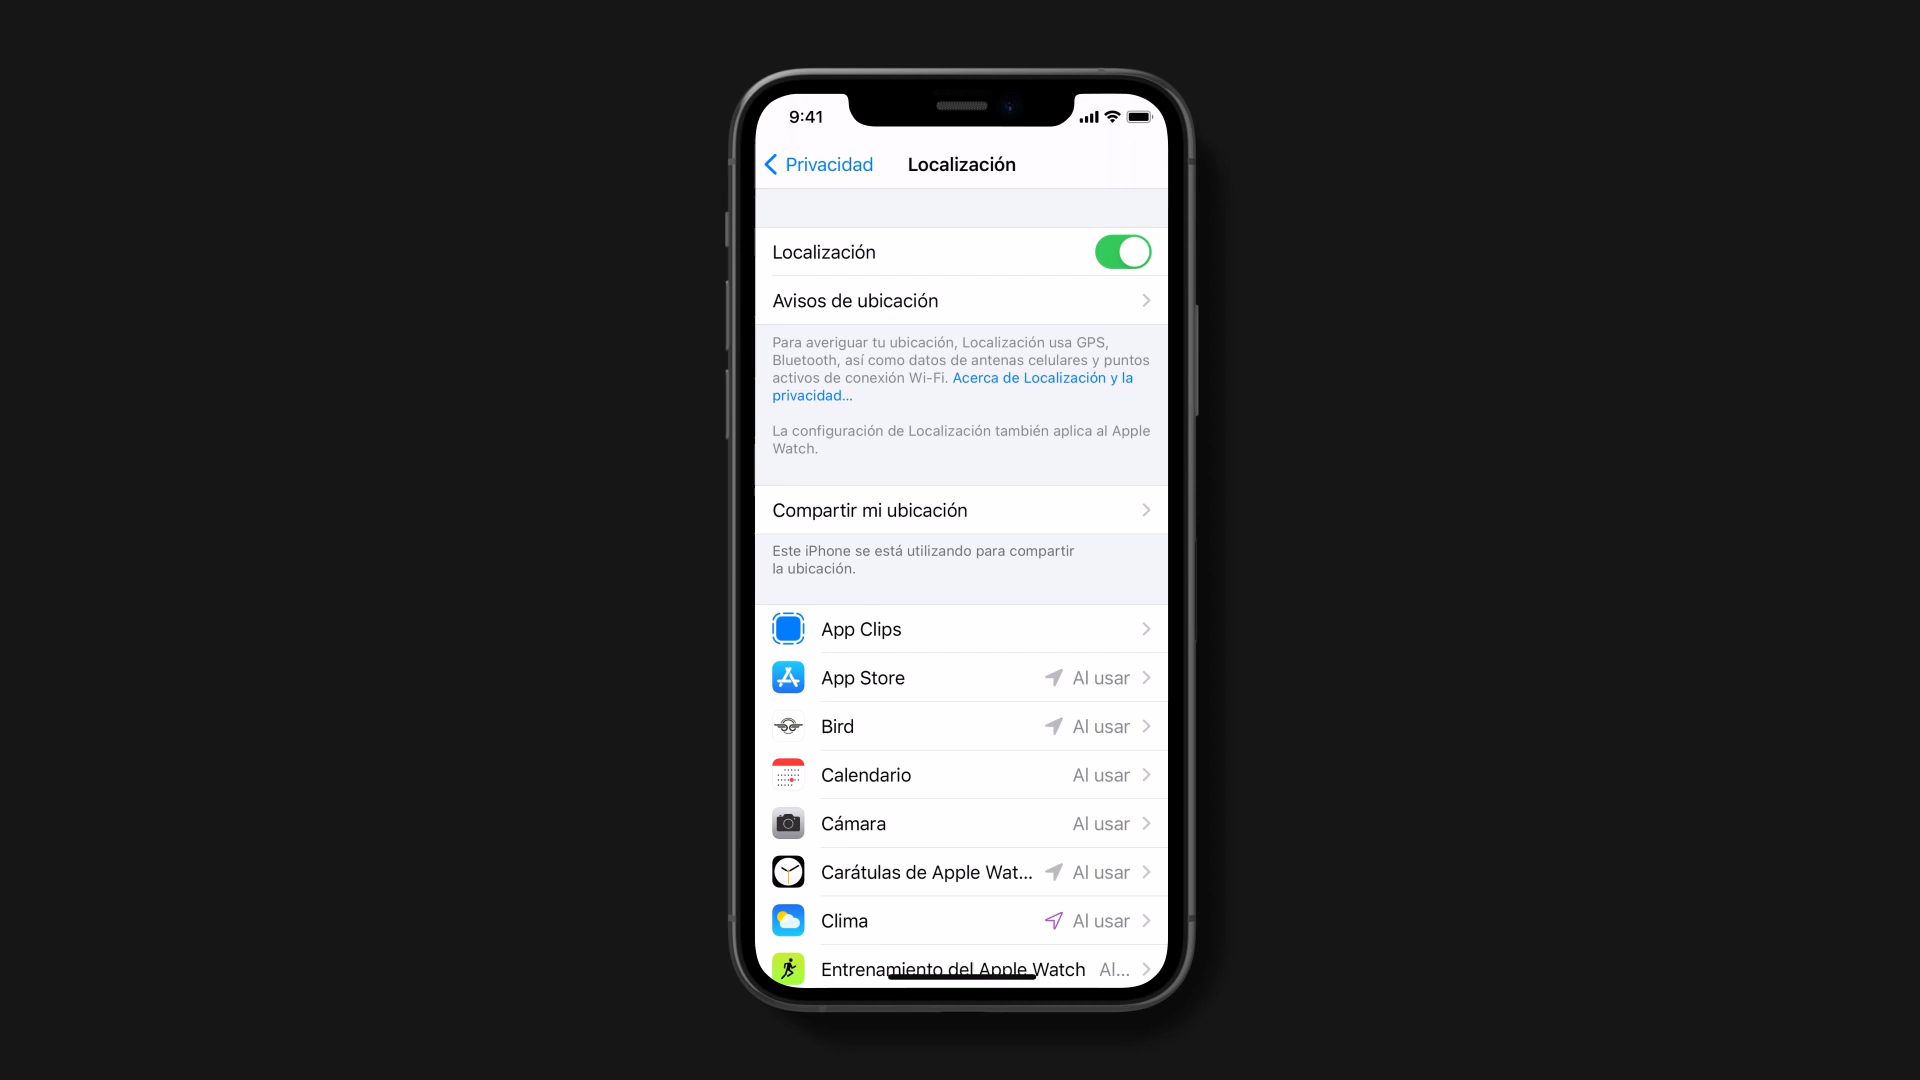 9:41
Privacidad Localización
Localización
Avisos de ubicación
Para averiguar tu ubicación, Localización usa GPS,
Bluetooth, así como datos de antenas celulares y puntos
activos de conexión Wi-Fi. Acerca de Localización y la
privacidad...
La configuración de Localización también aplica al Apple
Watch.
Compartir mi ubicación
Este iPhone se está utilizando para compartir
la ubicación.
App Clips
App Store Al usar
Bird Al usar
Calendario Al usar
Cámara Al usar
Carátulas de Apple Wat... Al usar
Clima Al usar
Entrenamiento del Apple Watch Al...